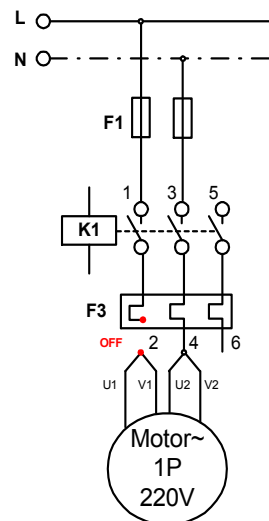 L
N
F1
1 3 5
K1
F3
OFF 2 4 6
U1 V1 U2 V2
Motor~
1P
220V